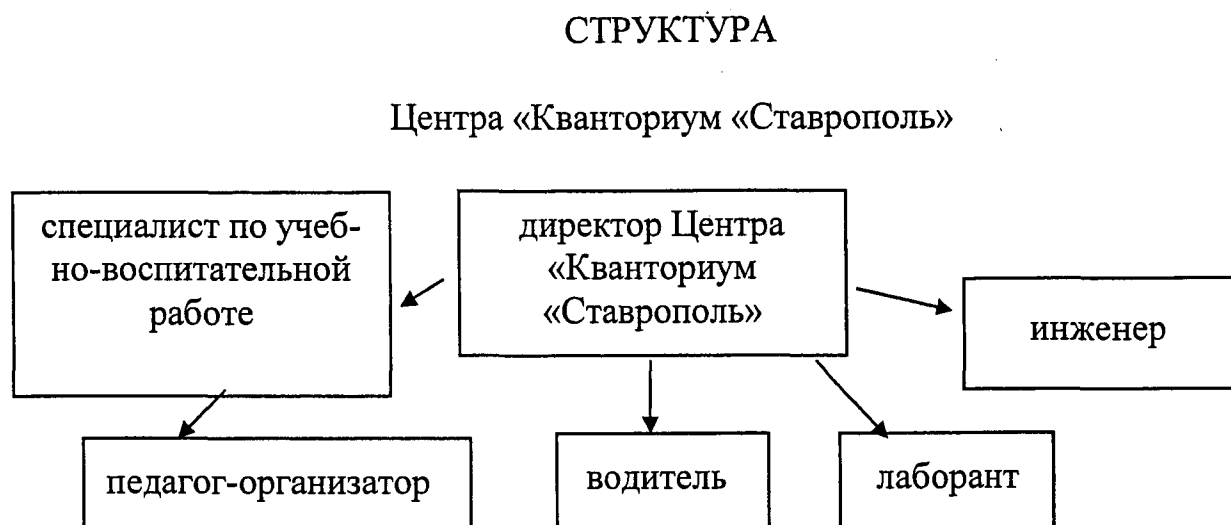 СТРУКТУРА
Центра «Кванториум «Ставрополь»
специалист по учеб-
но-воспитательной
работе
директор Центра
«Кванториум
«Ставрополь»
инженер
педагог-организатор
водитель
лаборант